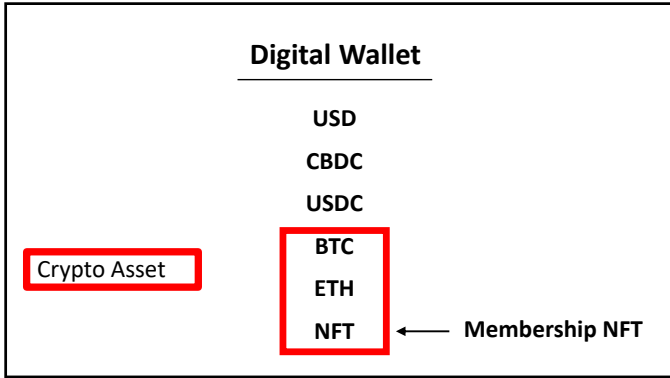 Digital Wallet
USD
CBDC
USDC
BTC
Crypto Asset
ETH
NFT
Membership NFT